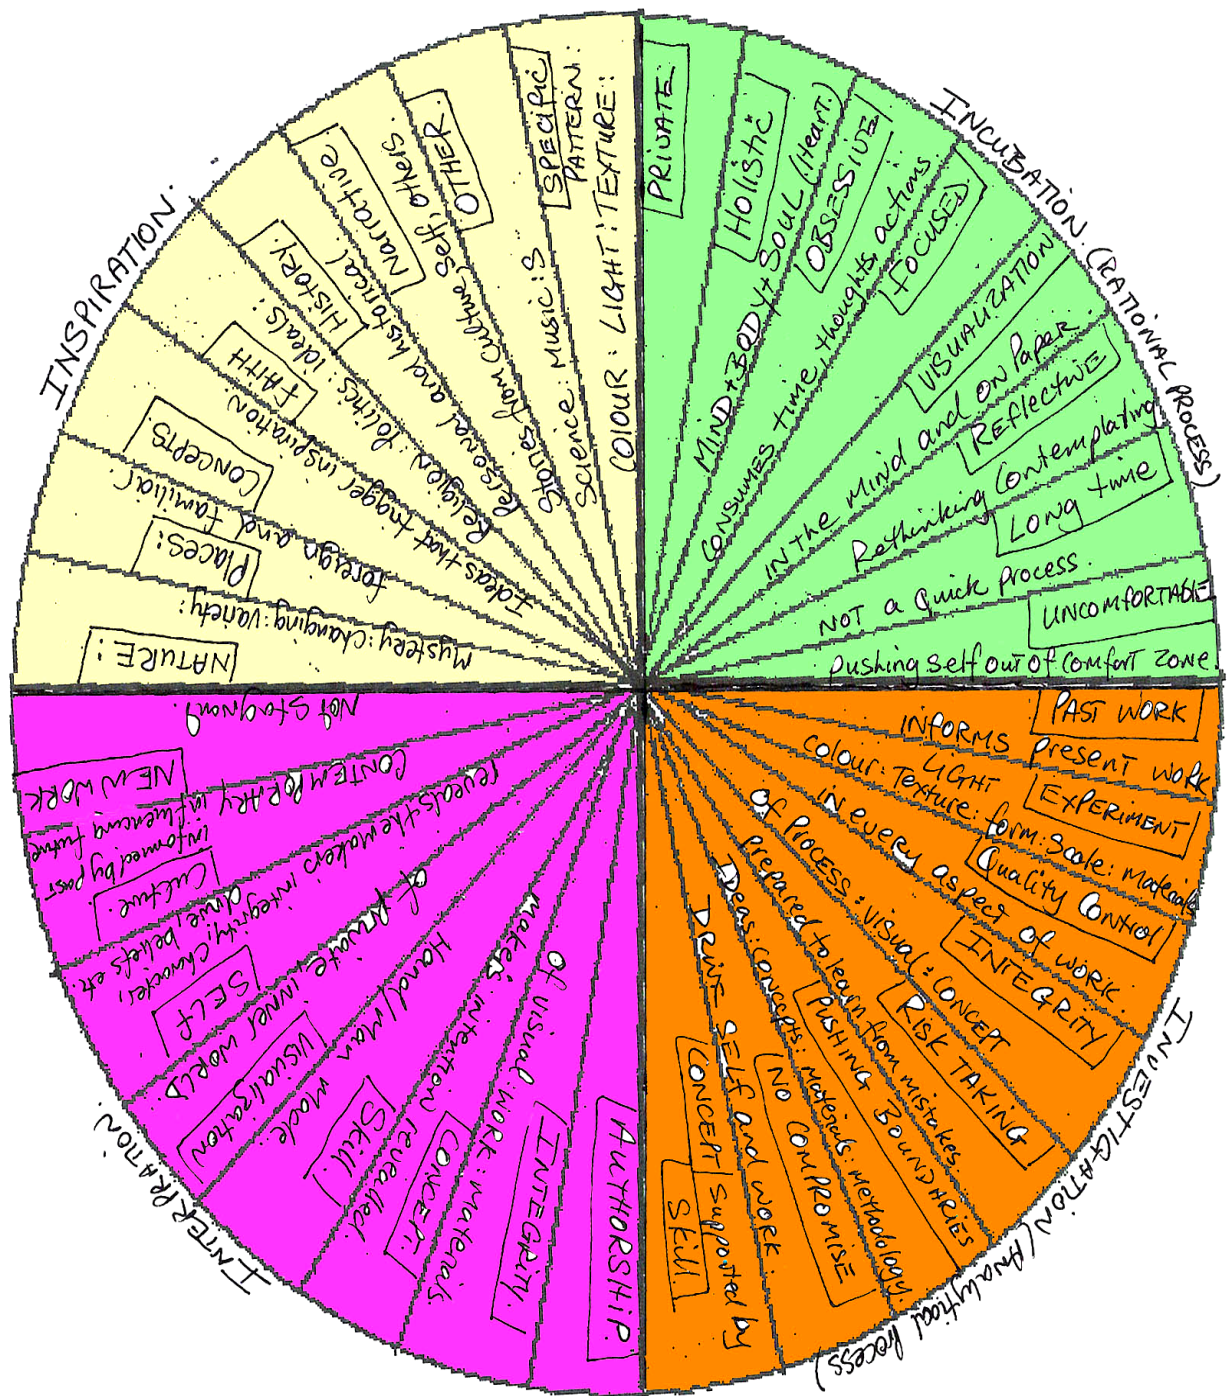 INSPIRATION.
NATURE:
Mystery: Changing: variety:
Places:
foreign and familiar
CONCEPTS.
Ideas that trigger inspiration.
FAITH
Religion: Politics: Ideals:
HISTORY.
Personal and historical.
Narrative.
Stories from Culture, Self, others.
OTHER.
Science: Music: S
SPECIFIC
PATTERN:
COLOUR: LIGHT: TEXTURE:
INCUBATION. (RATIONAL PROCESS)
PRIVATE
Holistic
MIND + BODY + SOUL (Heart.)
OBSESSIVE
CONSUMES time, thoughts, actions
FOCUSED
VISUALIZATION
IN THE MIND and ON Paper.
Reflective
Rethinking Contemplating
Long time
NOT a quick Process.
UNCOMFORTABLE
pushing self out of Comfort ZONE.
INVESTIGATION (Analytical Process)
PAST WORK
INFORMS present WORK
EXPERIMENT
LIGHT
colour: Texture: form: Scale: Materials
Quality Control
in every aspect of work
INTEGRITY
of PROCESS: VISUAL: CONCEPT
RISK TAKING
prepared to learn from mistakes.
PUSHING BOUNDARIES
IDEAS: CONCEPTS: Materials: Methodology.
NO COMPROMISE
DRIVE SELF and WORK:
CONCEPT supported by
Skill.
INTERPRATION.
AUTHORSHIP.
INTEGRITY.
of visual: WORK: Materials.
CONCEPT.
Makers intention revealled.
Skill.
Hand/Man Made.
Visualization
of private inner WORLD.
SELF
reveals the Makers integrity, character,
drive beliefs etc.
Culture.
informed by past
CONTEMPORARY influencing future
NEW WORK
Not Stagnant.